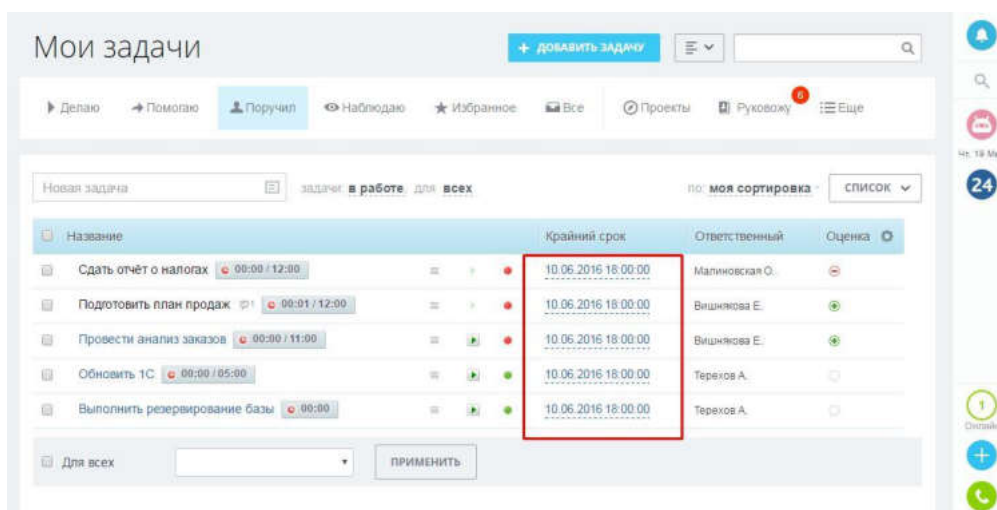 Мои задачи
+ ДОБАВИТЬ ЗАДАЧУ
Делаю Помогаю Поручил Наблюдаю Избранное Все Проекты Руковожу 6 Еще
Чт, 19 Ма
24
Новая задача задачи: в работе для всех по: моя сортировка СПИСОК
Название Крайний срок Ответственный Оценка
Сдать отчёт о налогах 00:00 / 12:00 10.06.2016 18:00:00 Малиновская О.
Подготовить план продаж 1 00:01 / 12:00 10.06.2016 18:00:00 Вишнякова Е.
Провести анализ заказов 00:00 / 11:00 10.06.2016 18:00:00 Вишнякова Е.
Обновить 1С 00:00 / 05:00 10.06.2016 18:00:00 Терехов А.
Выполнить резервирование базы 00:00 10.06.2016 18:00:00 Терехов А.
1
Онлайн
Для всех ПРИМЕНИТЬ